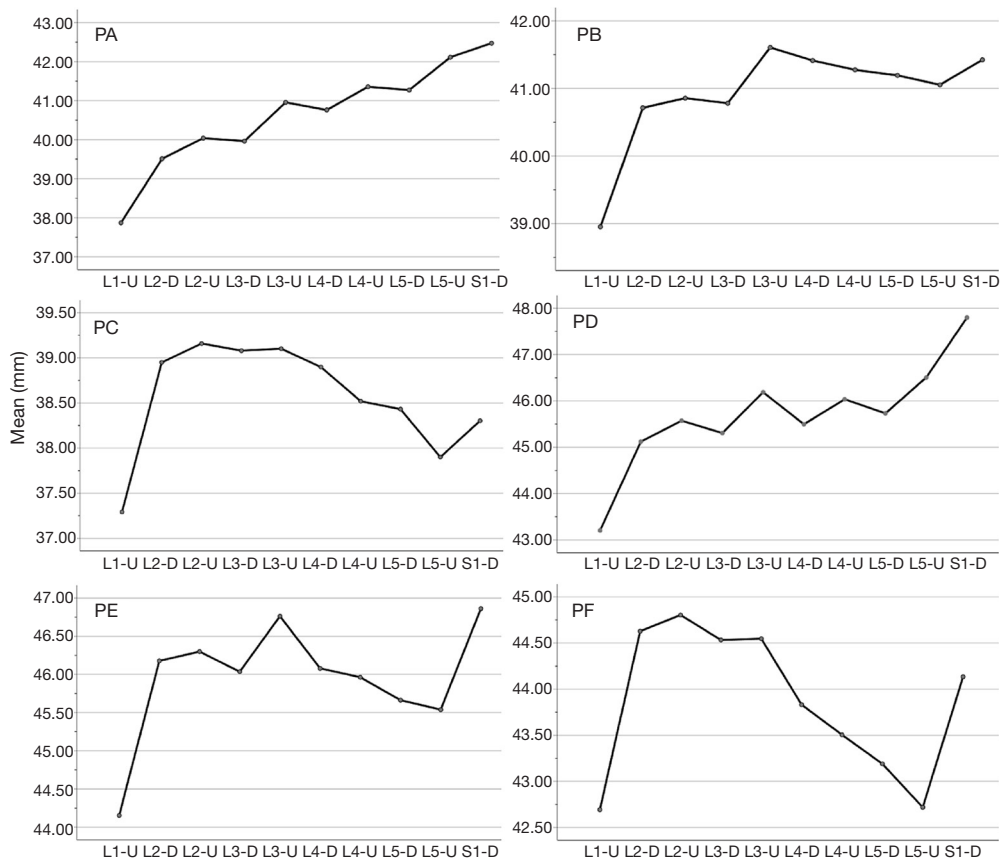 PA
43.00
42.00
41.00
40.00
39.00
38.00
37.00
L1-U L2-D L2-U L3-D L3-U L4-D L4-U L5-D L5-U S1-D
PB
42.00
41.00
40.00
39.00
L1-U L2-D L2-U L3-D L3-U L4-D L4-U L5-D L5-U S1-D
Mean (mm)
PC
39.50
39.00
38.50
38.00
37.50
37.00
L1-U L2-D L2-U L3-D L3-U L4-D L4-U L5-D L5-U S1-D
PD
48.00
47.00
46.00
45.00
44.00
43.00
L1-U L2-D L2-U L3-D L3-U L4-D L4-U L5-D L5-U S1-D
PE
47.00
46.50
46.00
45.50
45.00
44.50
44.00
L1-U L2-D L2-U L3-D L3-U L4-D L4-U L5-D L5-U S1-D
PF
45.00
44.50
44.00
43.50
43.00
42.50
L1-U L2-D L2-U L3-D L3-U L4-D L4-U L5-D L5-U S1-D